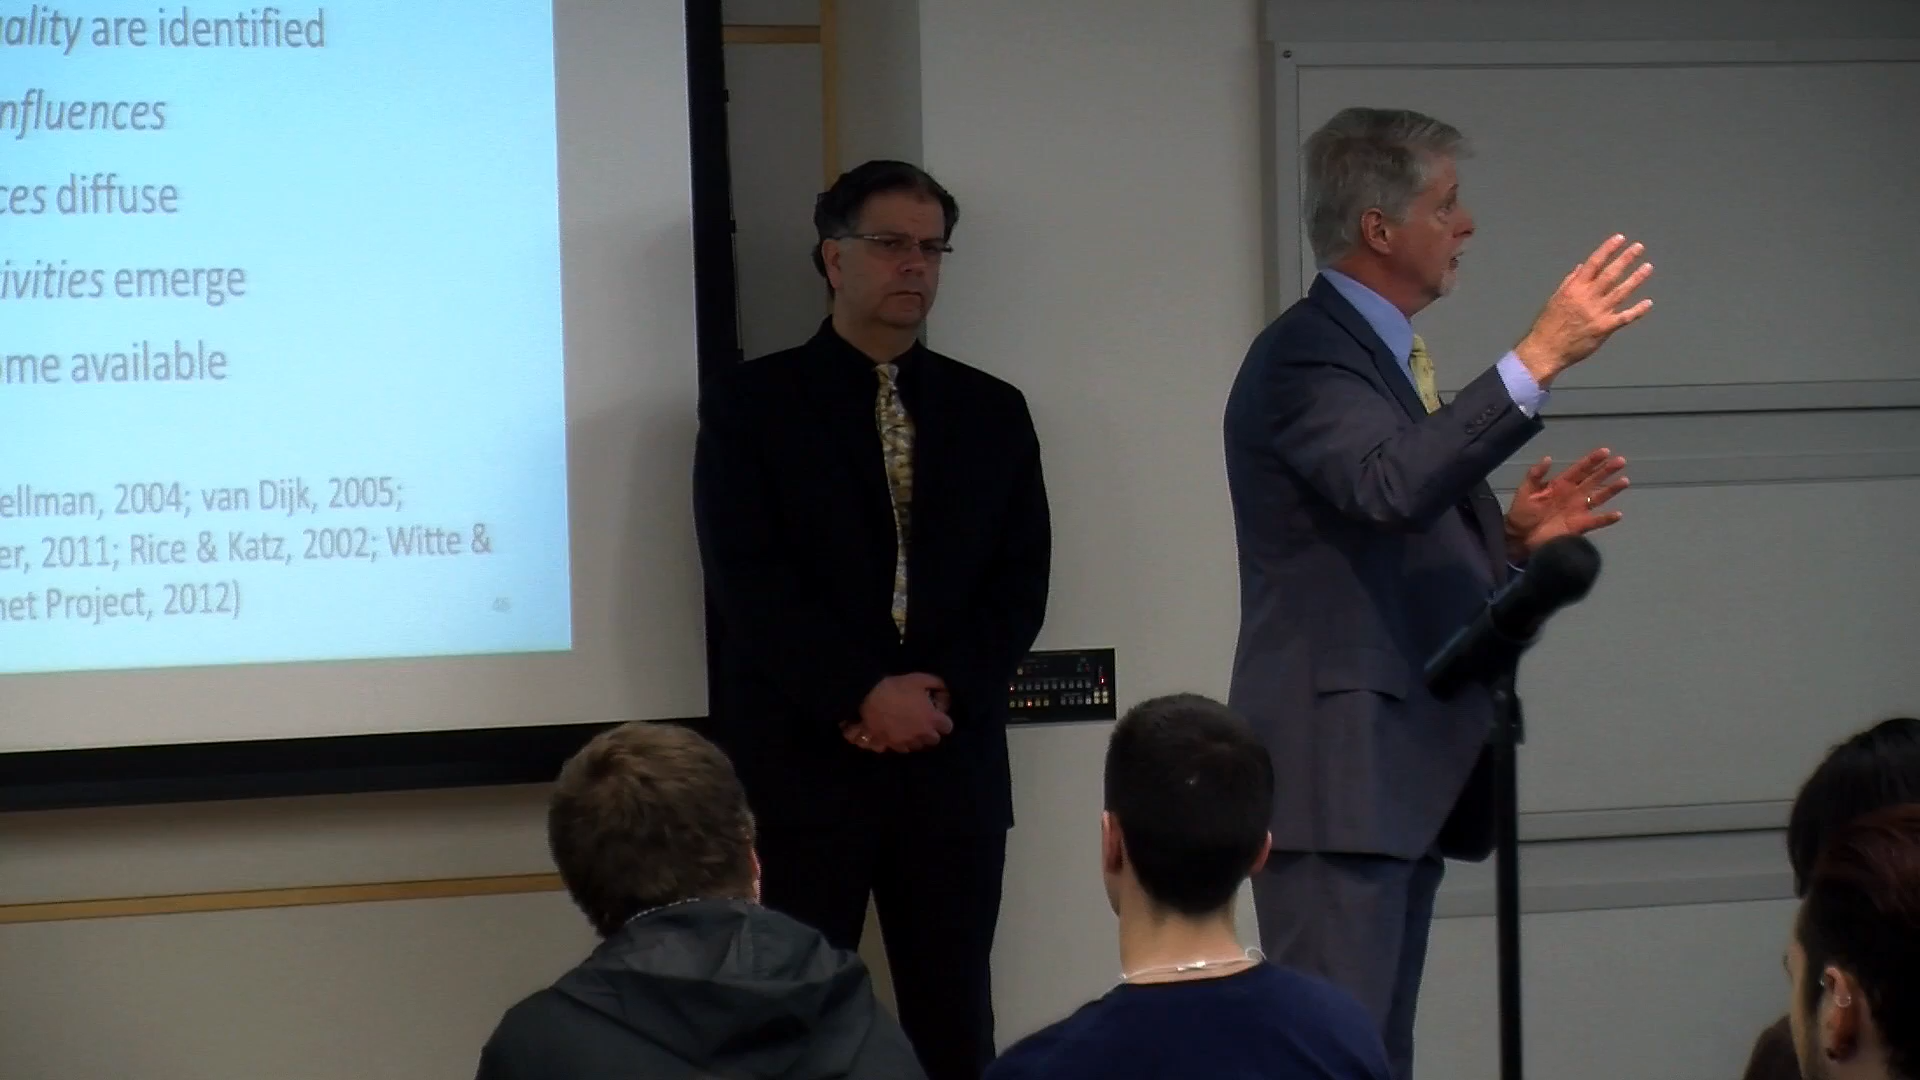 ality are identified
nfluences
ces diffuse
ivities emerge
ome available
ellman, 2004; van Dijk, 2005;
er, 2011; Rice & Katz, 2002; Witte &
net Project, 2012)
46